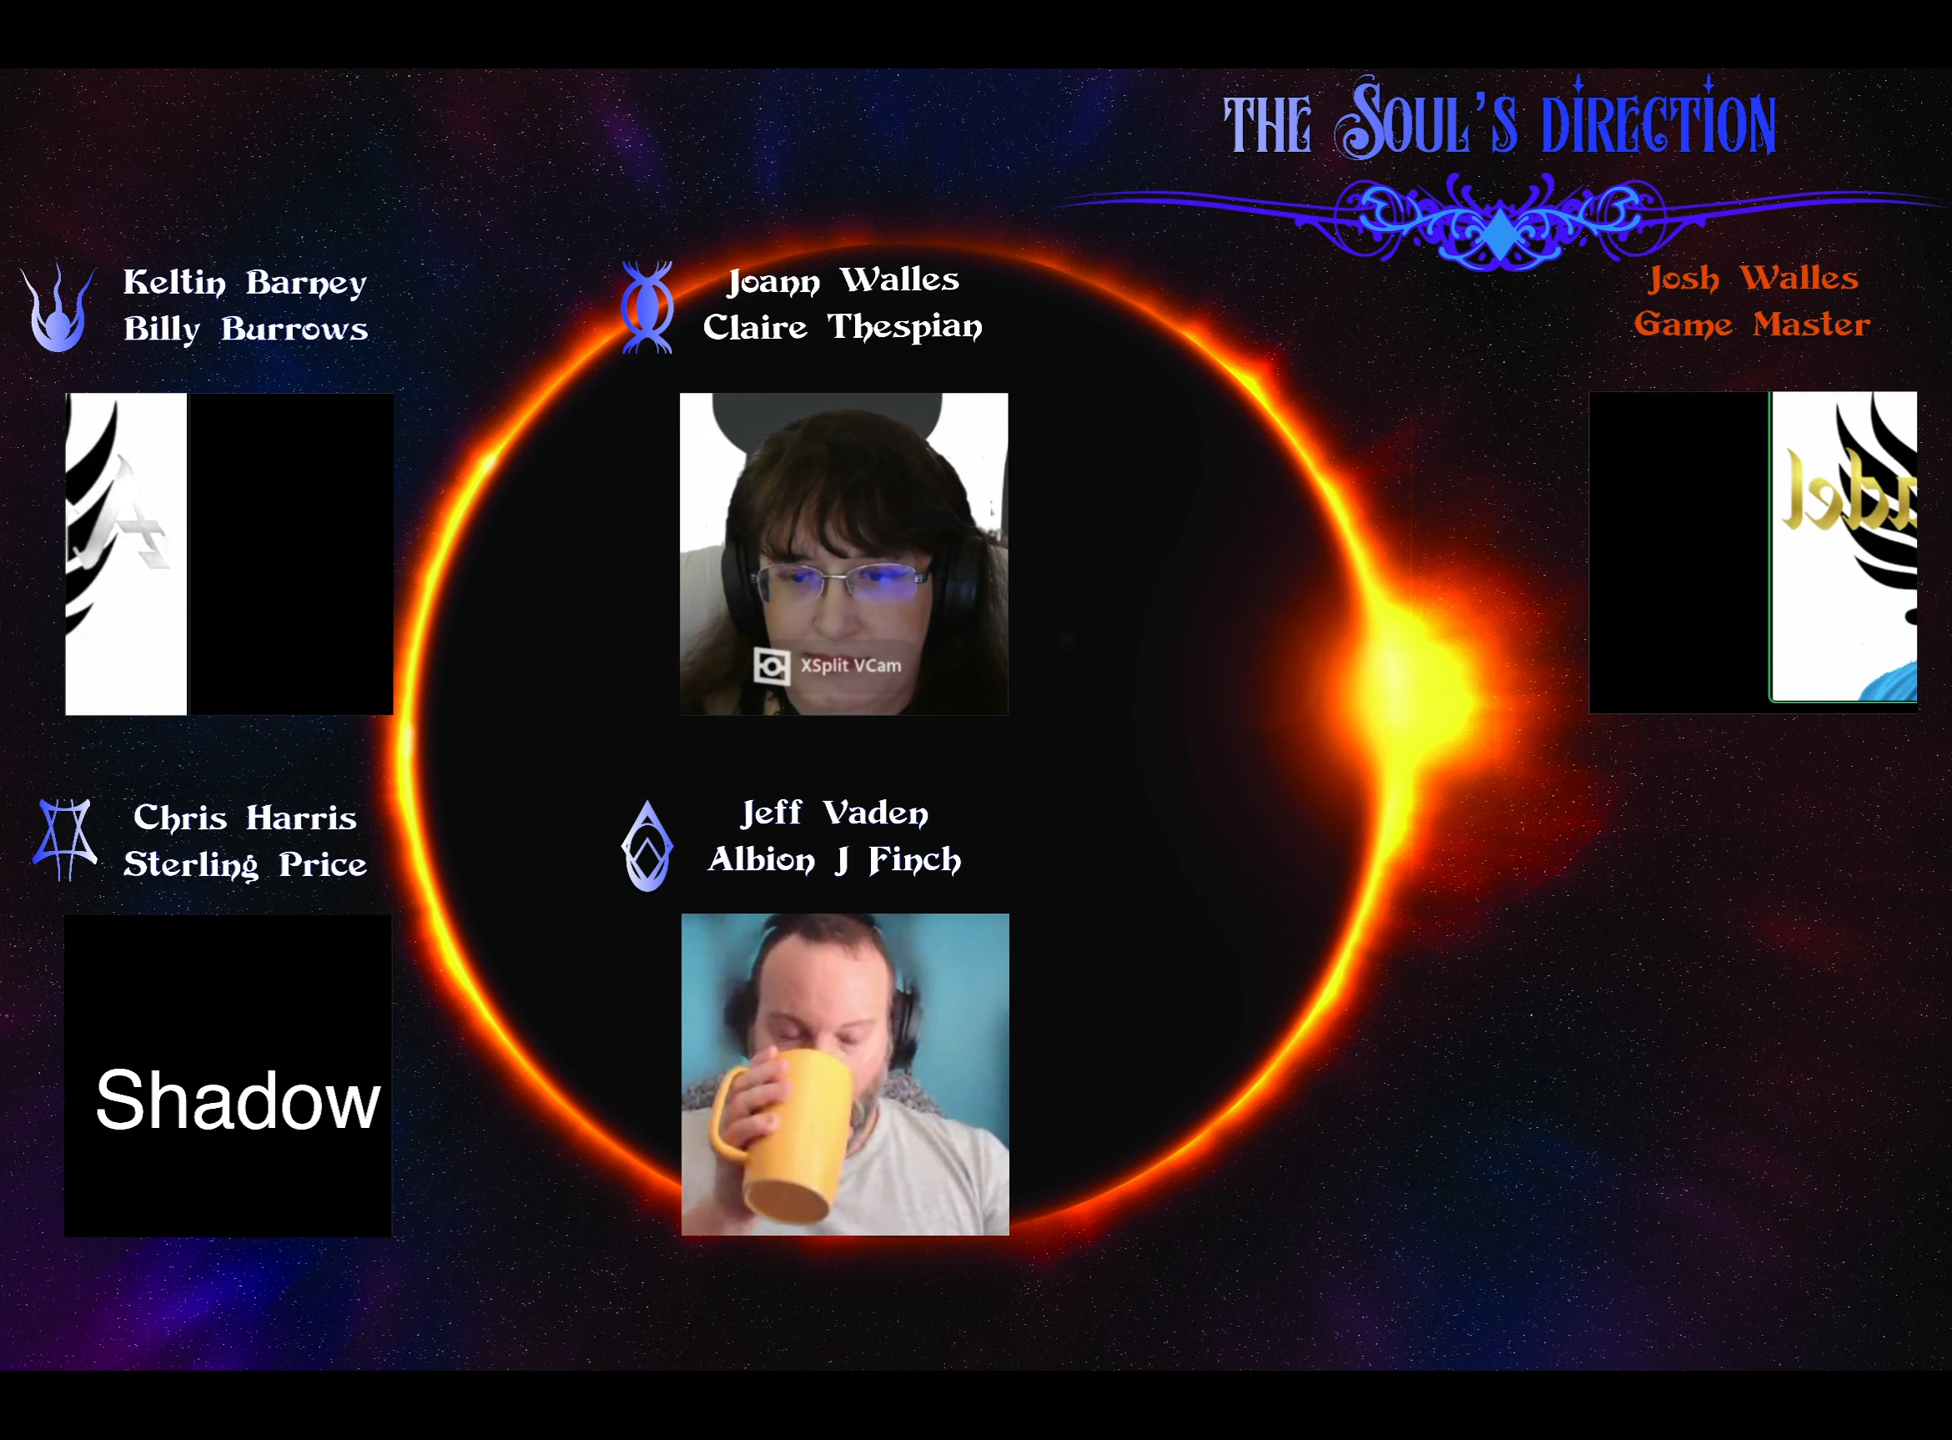 The Soul's Direction
Keltin Barney
Billy Burrows
Joann Walles
Claire Thespian
Josh Walles
Game Master
XSplit VCam
Chris Harris
Sterling Price
Jeff Vaden
Albion J Finch
Shadow